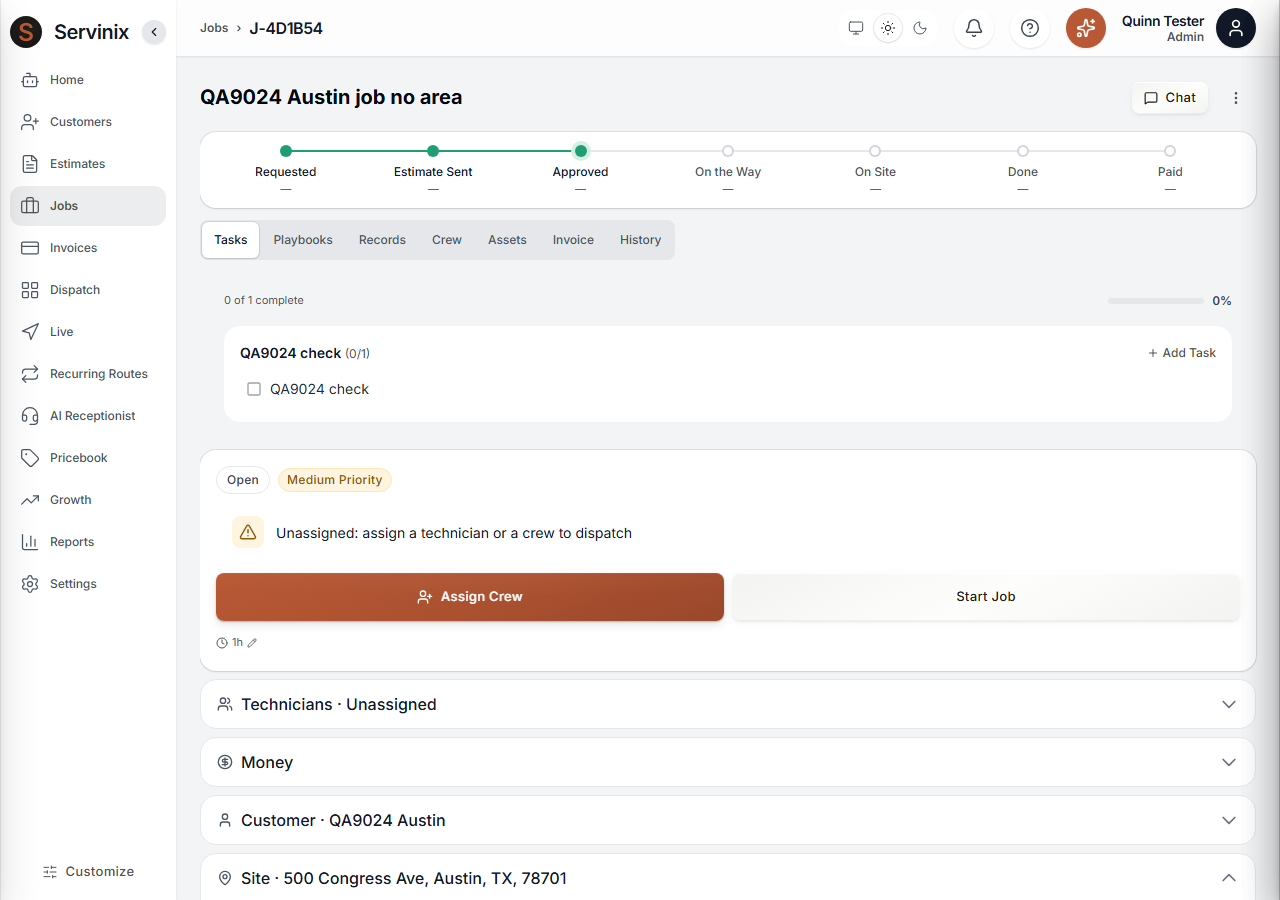 S Servinix
Jobs › J-4D1B54
Quinn Tester
Admin
Home
Customers
Estimates
Jobs
Invoices
Dispatch
Live
Recurring Routes
AI Receptionist
Pricebook
Growth
Reports
Settings
Customize
QA9024 Austin job no area
Chat
Requested
—
Estimate Sent
—
Approved
—
On the Way
—
On Site
—
Done
—
Paid
—
Tasks Playbooks Records Crew Assets Invoice History
0 of 1 complete
0%
QA9024 check (0/1)
+ Add Task
QA9024 check
Open Medium Priority
Unassigned: assign a technician or a crew to dispatch
Assign Crew
Start Job
1h
Technicians · Unassigned
Money
Customer · QA9024 Austin
Site · 500 Congress Ave, Austin, TX, 78701